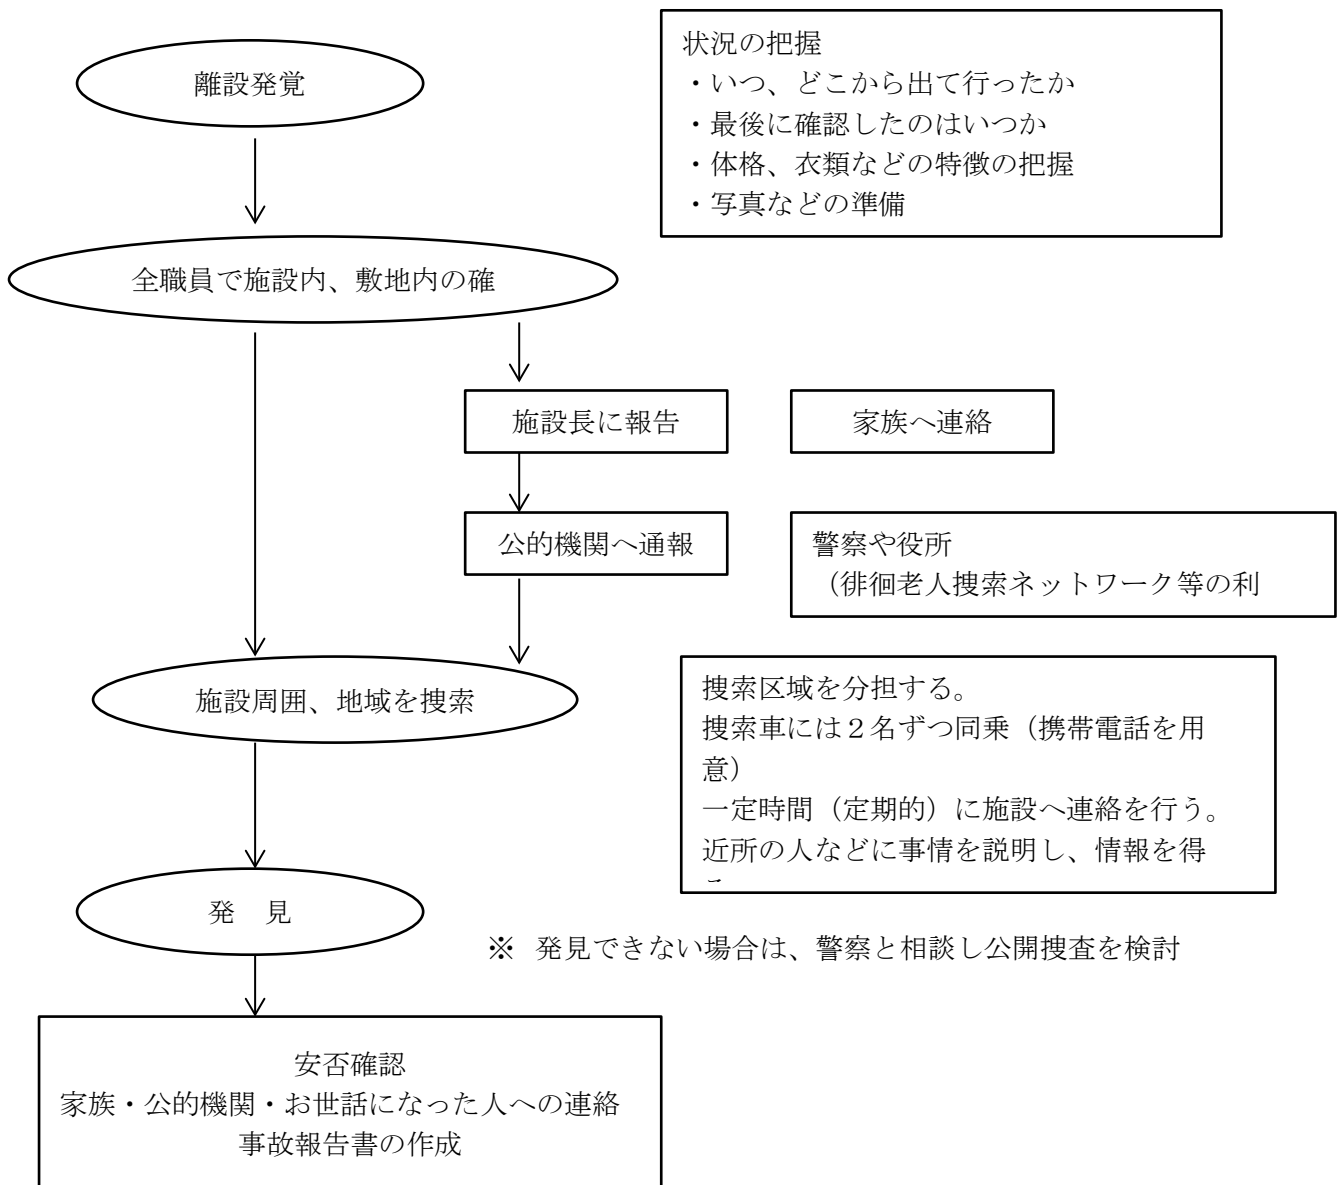 離設発覚
状況の把握
・いつ、どこから出て行ったか
・最後に確認したのはいつか
・体格、衣類などの特徴の把握
・写真などの準備
全職員で施設内、敷地内の確
施設長に報告
家族へ連絡
公的機関へ通報
警察や役所
（徘徊老人捜索ネットワーク等の利
施設周囲、地域を捜索
捜索区域を分担する。
捜索車には２名ずつ同乗（携帯電話を用
意）
一定時間（定期的）に施設へ連絡を行う。
近所の人などに事情を説明し、情報を得
発　見
※ 発見できない場合は、警察と相談し公開捜査を検討
安否確認
家族・公的機関・お世話になった人への連絡
事故報告書の作成